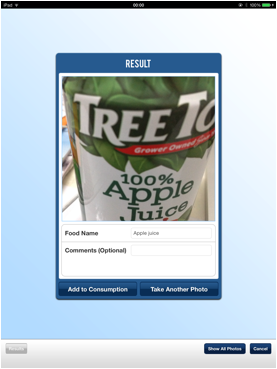 iPad
00:00
100%
RESULT
TREE TO
Grower Owned
100%
Apple
Juice
Food Name
Apple juice
Comments (Optional)
Add to Consumption
Take Another Photo
Show All Photos
Cancel